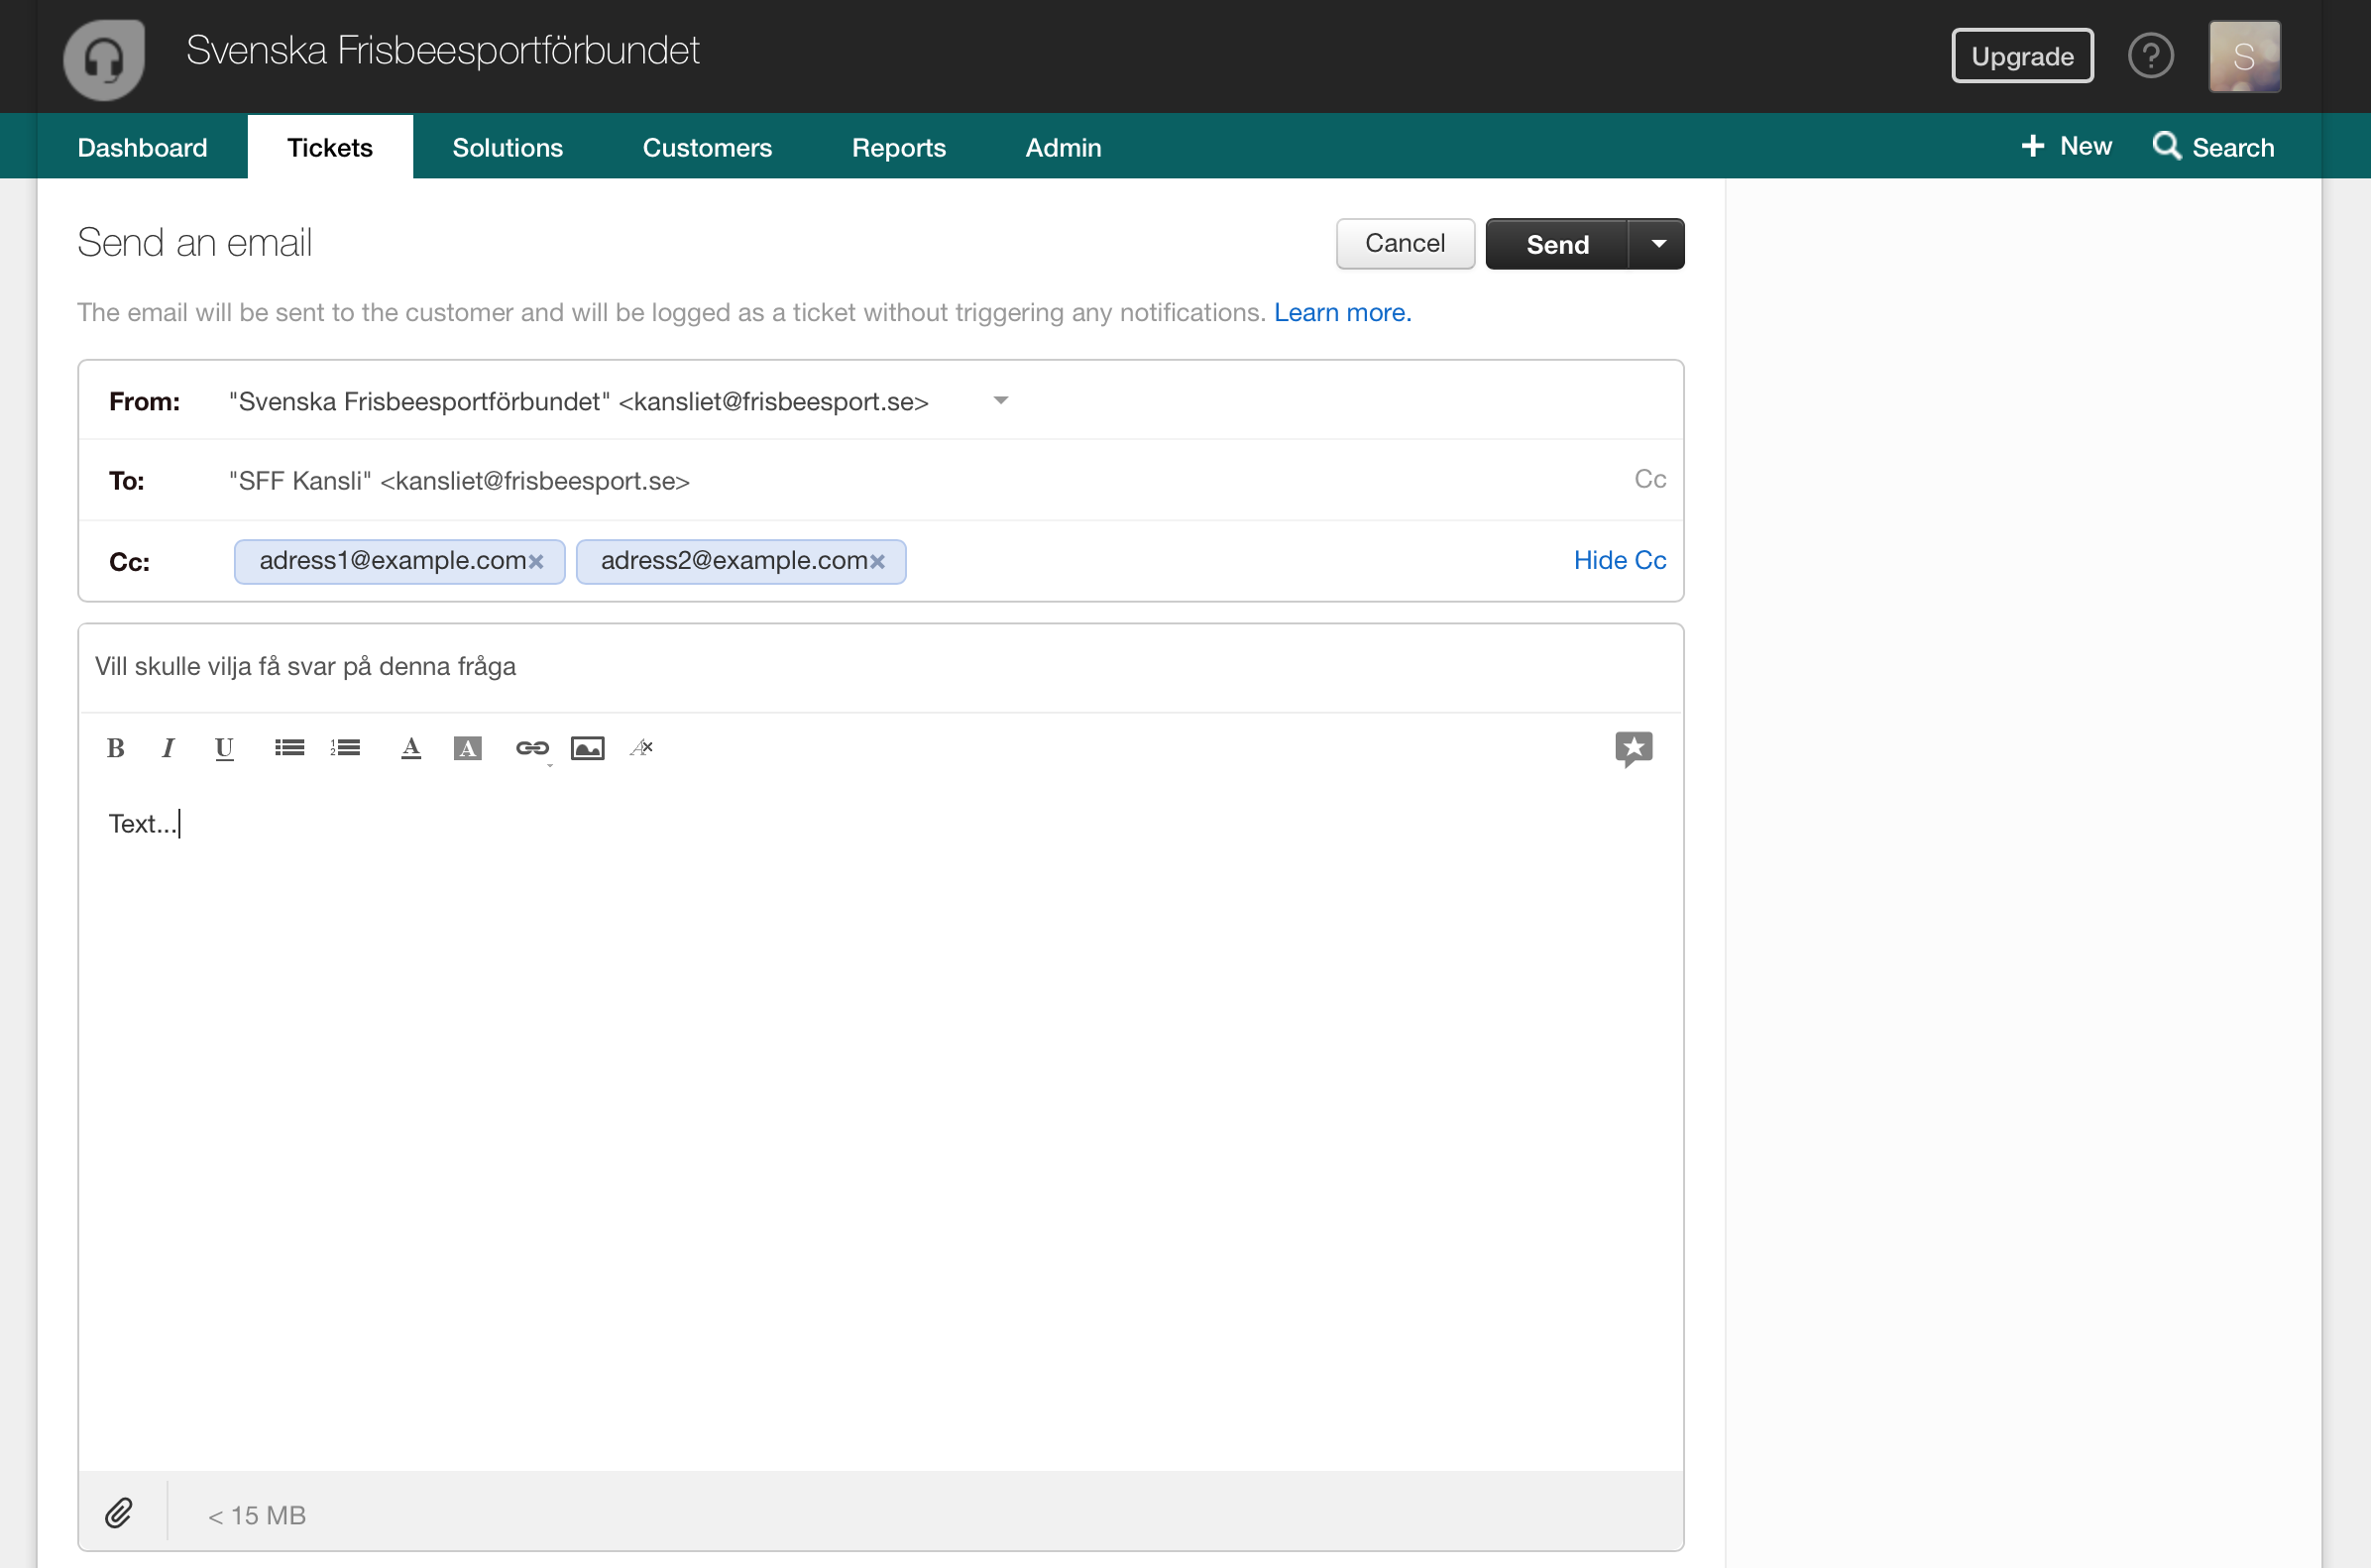 Svenska Frisbeesportförbundet
Upgrade
?
S
Dashboard Tickets Solutions Customers Reports Admin
+ New Search
Send an email
Cancel Send
The email will be sent to the customer and will be logged as a ticket without triggering any notifications. Learn more.
From: "Svenska Frisbeesportförbundet" <kansliet@frisbeesport.se>
To: "SFF Kansli" <kansliet@frisbeesport.se> Cc
Cc: adress1@example.com× adress2@example.com× Hide Cc
Vill skulle vilja få svar på denna fråga
B I U A A
Text...
< 15 MB